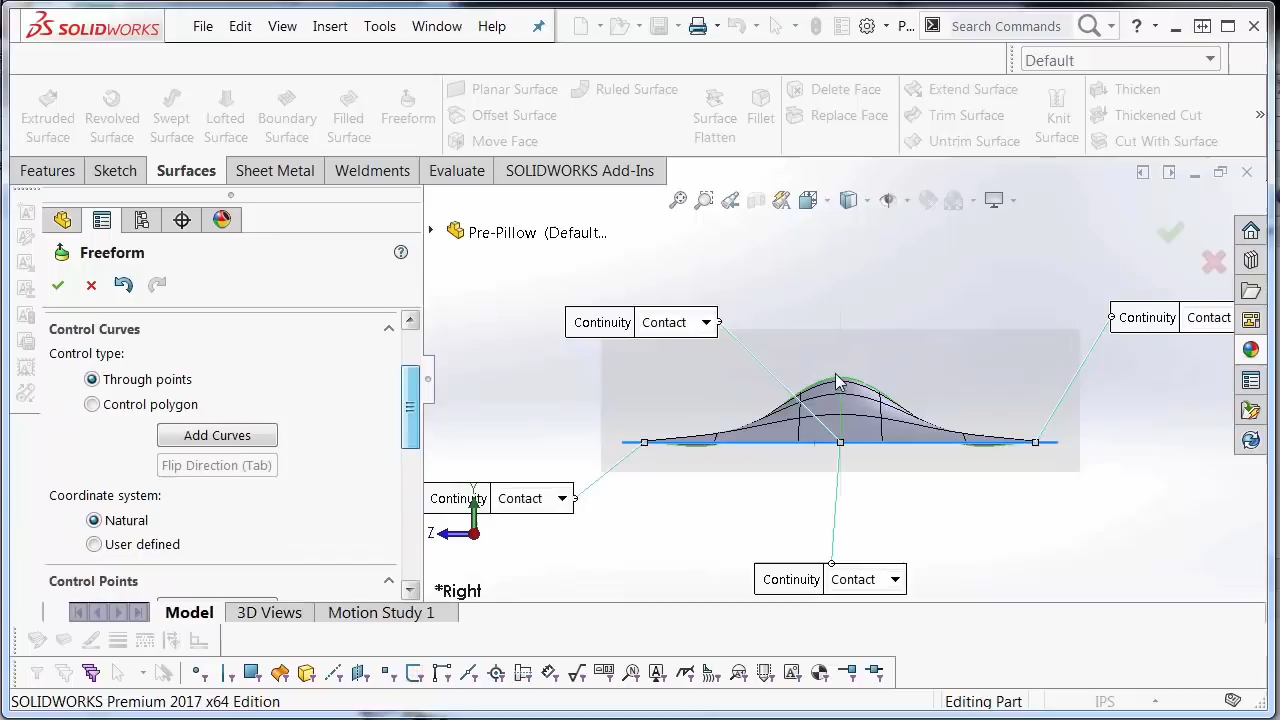 SOLIDWORKS
File Edit View Insert Tools Window Help
P...
Search Commands
?
Default
Extruded Surface
Revolved Surface
Swept Surface
Lofted Surface
Boundary Surface
Filled Surface
Freeform
Planar Surface
Offset Surface
Ruled Surface
Move Face
Surface Flatten
Fillet
Delete Face
Replace Face
Extend Surface
Trim Surface
Untrim Surface
Knit Surface
Thicken
Thickened Cut
Cut With Surface
Features Sketch Surfaces Sheet Metal Weldments Evaluate SOLIDWORKS Add-Ins
Pre-Pillow (Default...
Freeform
Control Curves
Control type:
Through points
Control polygon
Add Curves
Flip Direction (Tab)
Coordinate system:
Natural
User defined
Control Points
Continuity Contact
Continuity Contact
Continuity Contact
Continuity Contact
Y
Z
*Right
Model 3D Views Motion Study 1
SOLIDWORKS Premium 2017 x64 Edition
Editing Part
IPS